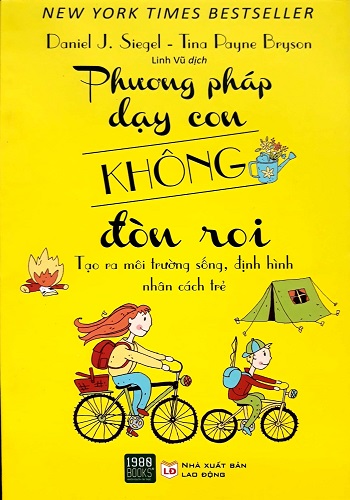 NEW YORK TIMES BESTSELLER
Daniel J. Siegel - Tina Payne Bryson
Linh Vũ dịch
Phương pháp
dạy con
KHÔNG
đòn roi
Tạo ra môi trường sống, định hình
nhân cách trẻ
1980
BOOKS
LĐ
NHÀ XUẤT BẢN
LAO ĐỘNG